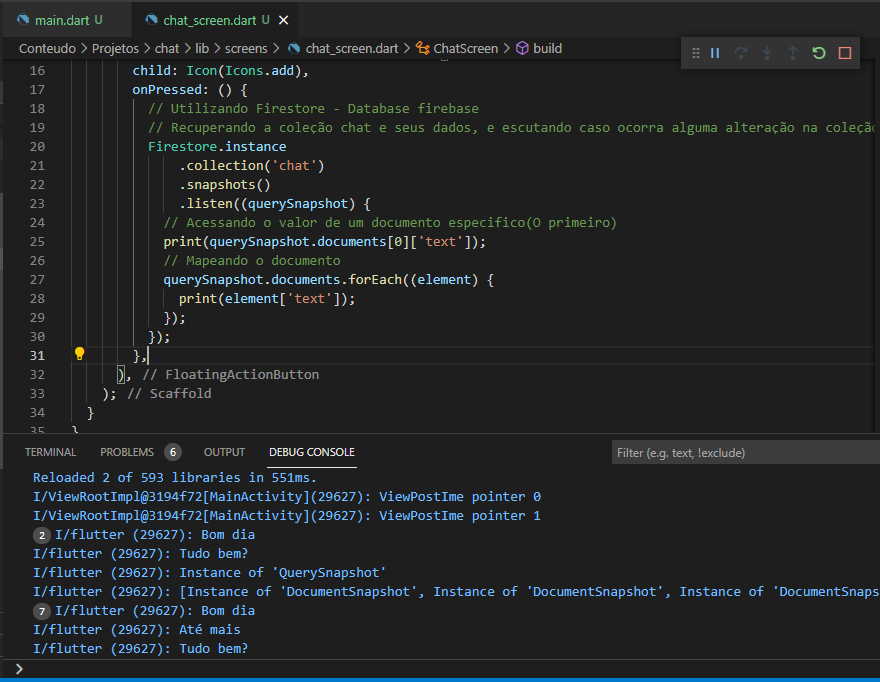 main.dart U chat_screen.dart U
Conteudo > Projetos > chat > lib > screens > chat_screen.dart > ChatScreen > build
16 child: Icon(Icons.add),
17 onPressed: () {
18 // Utilizando Firestore - Database firebase
19 // Recuperando a coleção chat e seus dados, e escutando caso ocorra alguma alteração na coleção
20 Firestore.instance
21 .collection('chat')
22 .snapshots()
23 .listen((querySnapshot) {
24 // Acessando o valor de um documento especifico(O primeiro)
25 print(querySnapshot.documents[0]['text']);
26 // Mapeando o documento
27 querySnapshot.documents.forEach((element) {
28 print(element['text']);
29 });
30 });
31 },
32 ), // FloatingActionButton
33 ); // Scaffold
34 }
35 }
TERMINAL PROBLEMS 6 OUTPUT DEBUG CONSOLE Filter (e.g. text, !exclude)
Reloaded 2 of 593 libraries in 551ms.
I/ViewRootImpl@3194f72[MainActivity](29627): ViewPostIme pointer 0
I/ViewRootImpl@3194f72[MainActivity](29627): ViewPostIme pointer 1
2 I/flutter (29627): Bom dia
I/flutter (29627): Tudo bem?
I/flutter (29627): Instance of 'QuerySnapshot'
I/flutter (29627): [Instance of 'DocumentSnapshot', Instance of 'DocumentSnapshot', Instance of 'DocumentSnaps
7 I/flutter (29627): Bom dia
I/flutter (29627): Até mais
I/flutter (29627): Tudo bem?
>